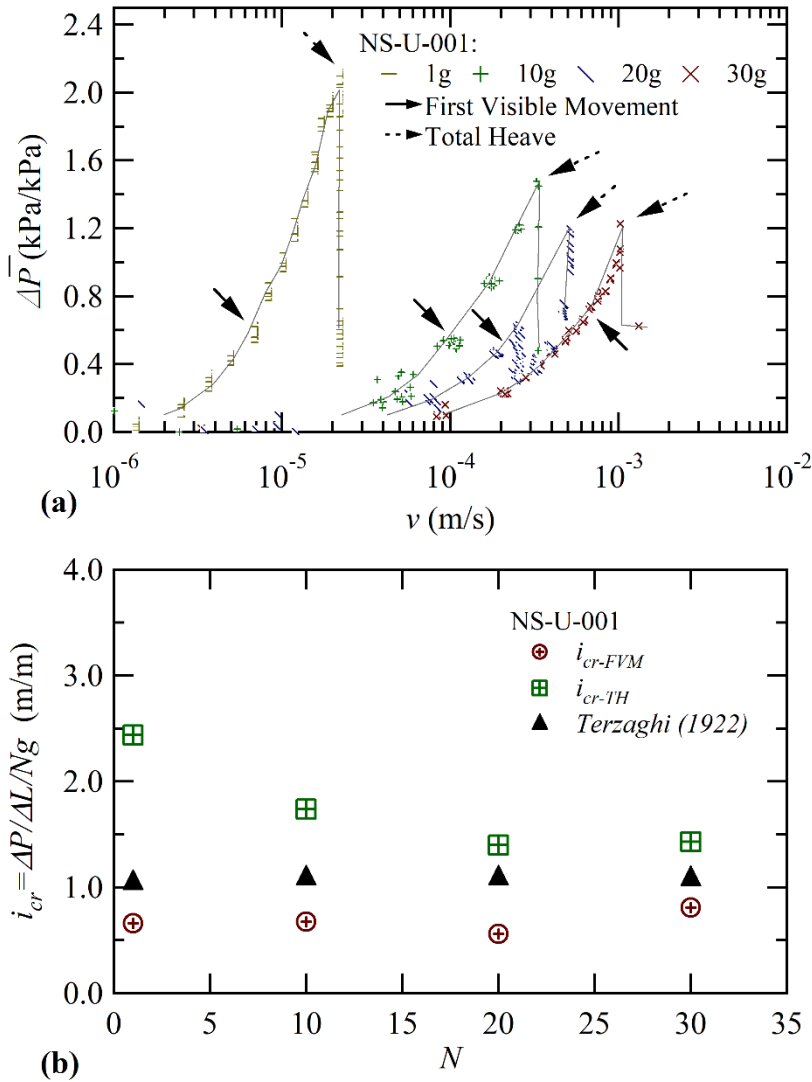 2.4
2.0
1.6
1.2
0.8
0.4
0.0
ΔP̅ (kPa/kPa)
NS-U-001:
1g 10g 20g 30g
First Visible Movement
Total Heave
10⁻⁶ 10⁻⁵ 10⁻⁴ 10⁻³ 10⁻²
(a)
v (m/s)
4.0
3.0
2.0
1.0
0.0
i_cr=ΔP/ΔL/Ng (m/m)
NS-U-001
i_cr-FVM
i_cr-TH
Terzaghi (1922)
0 5 10 15 20 25 30 35
(b)
N